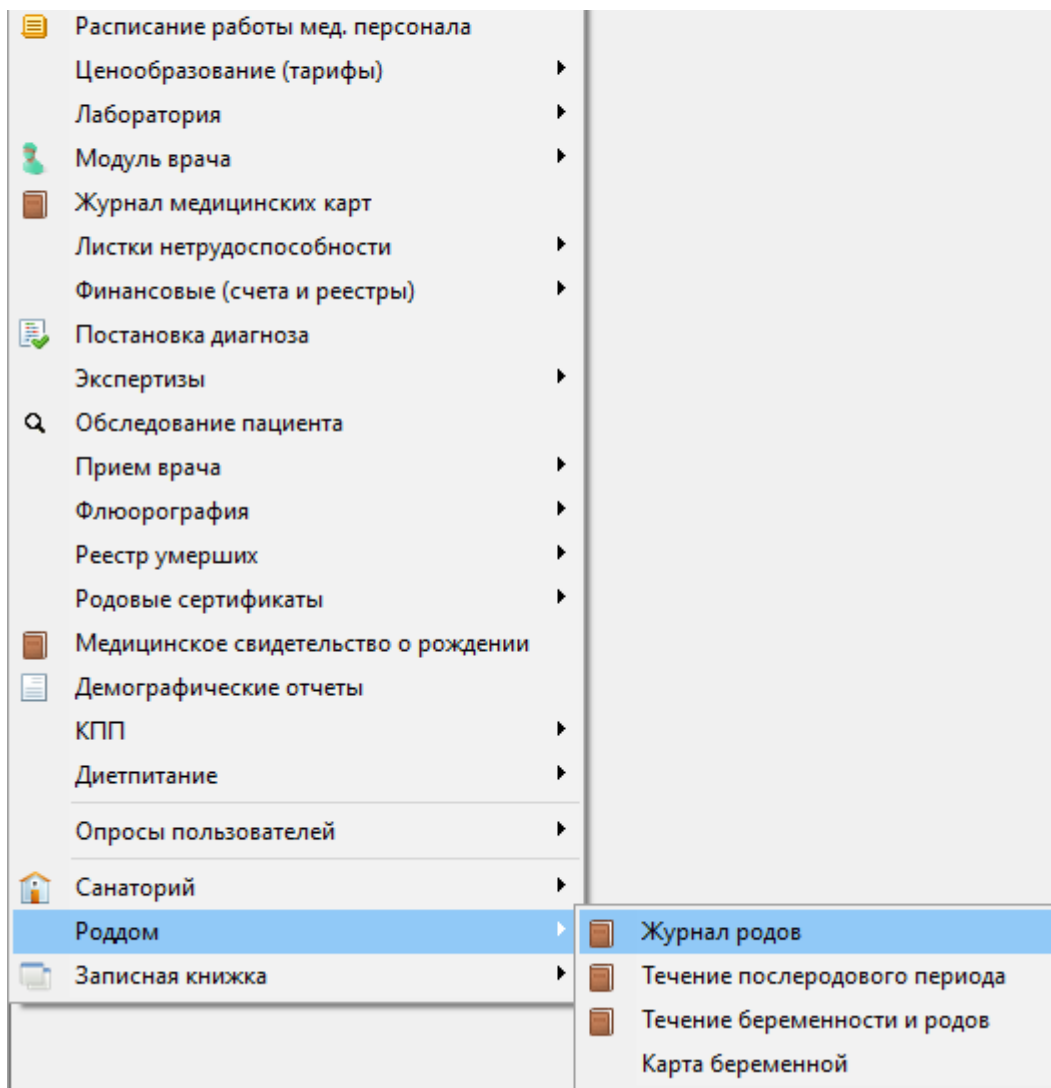 Расписание работы мед. персонала
Ценообразование (тарифы)
Лаборатория
Модуль врача
Журнал медицинских карт
Листки нетрудоспособности
Финансовые (счета и реестры)
Постановка диагноза
Экспертизы
Обследование пациента
Прием врача
Флюорография
Реестр умерших
Родовые сертификаты
Медицинское свидетельство о рождении
Демографические отчеты
КПП
Диетпитание
Опросы пользователей
Санаторий
Роддом
Журнал родов
Записная книжка
Течение послеродового периода
Течение беременности и родов
Карта беременной